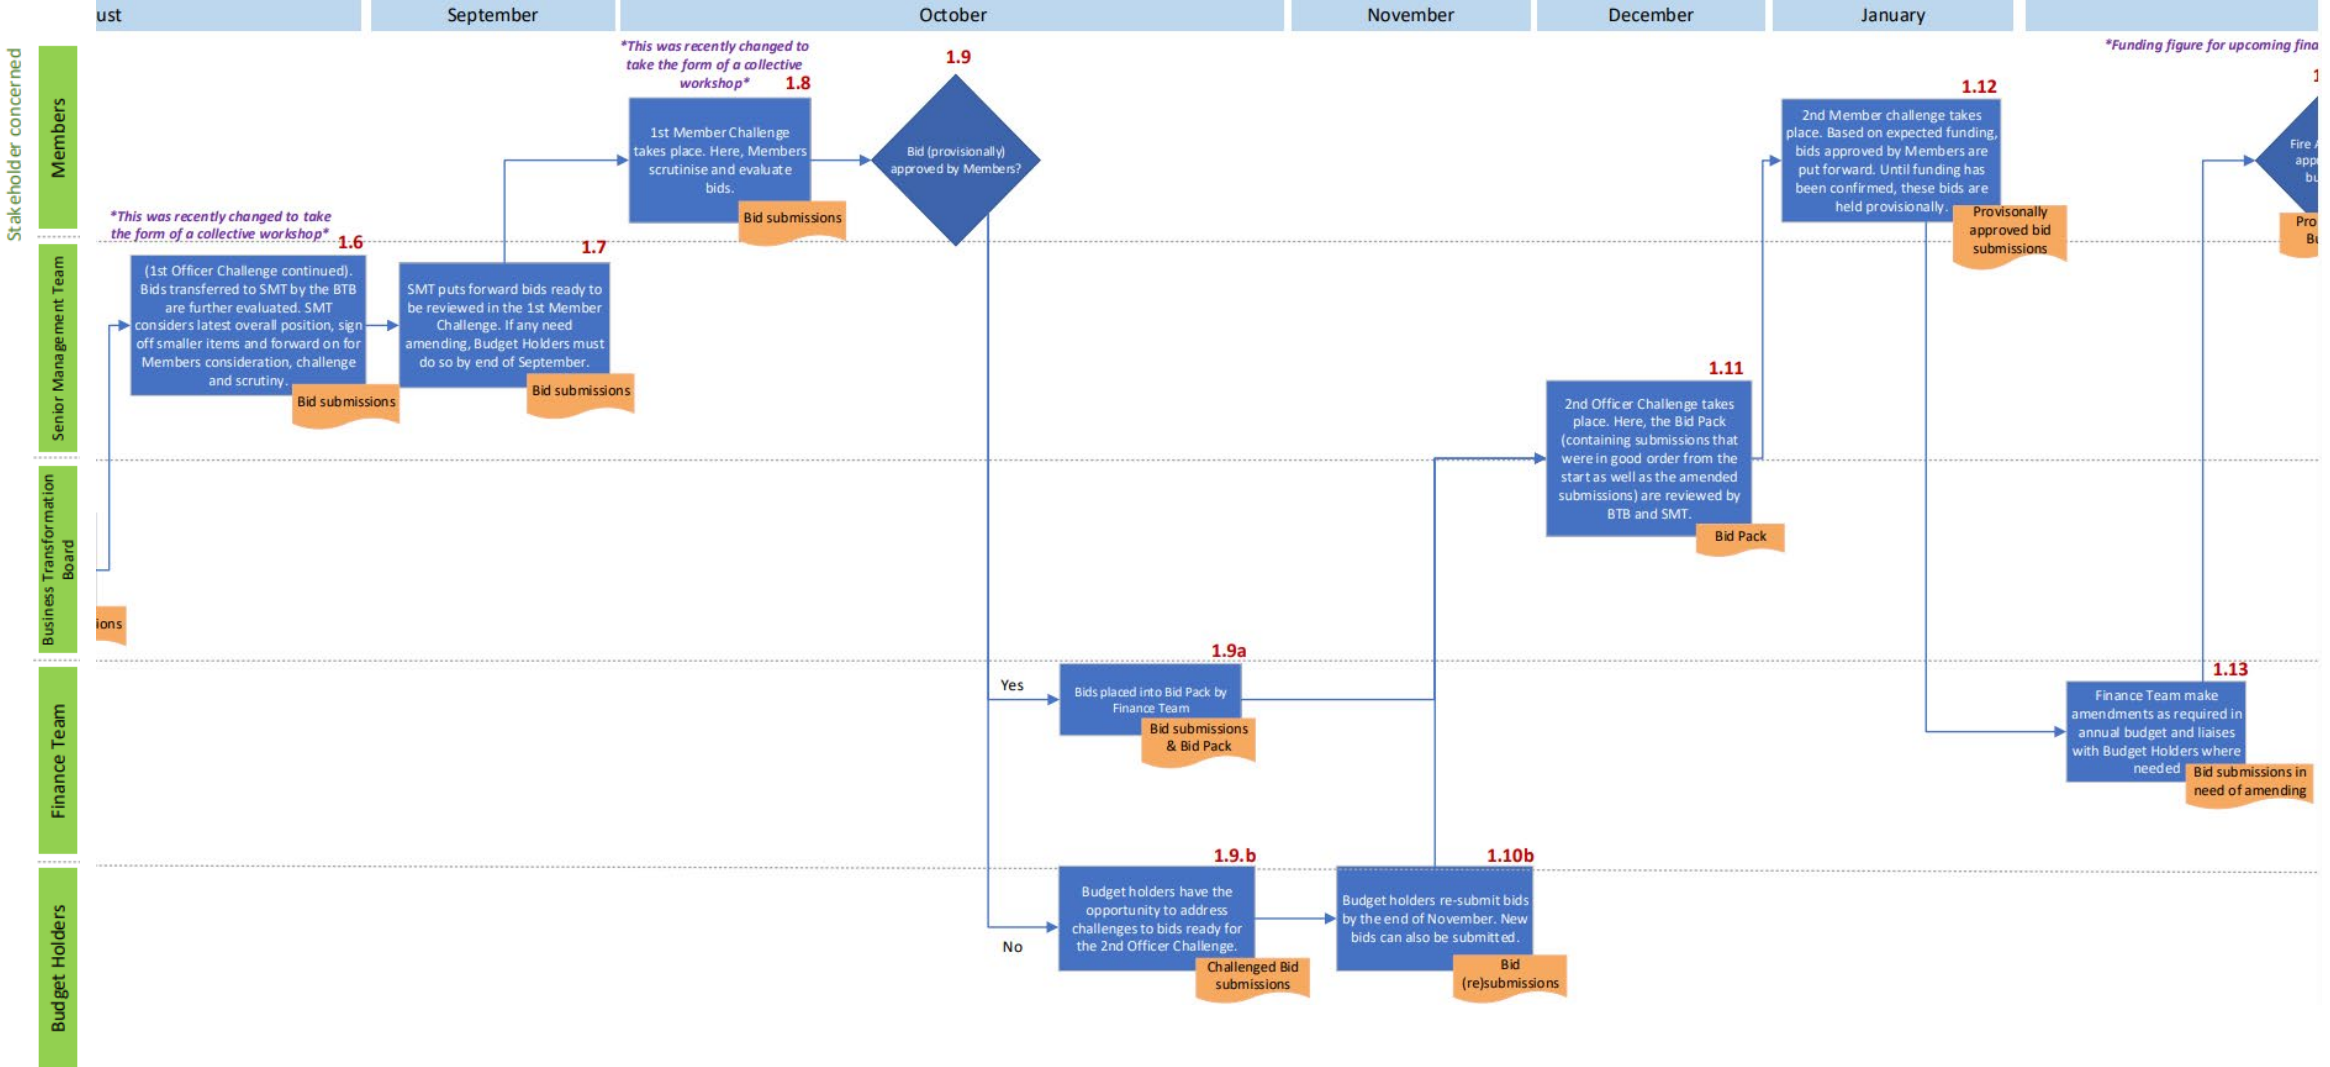 ust
September
October
November
December
January
Stakeholder concerned
Members
Senior Management Team
Business Transformation
Board
Finance Team
Budget Holders
*This was recently changed to take
the form of a collective workshop*
1.6
(1st Officer Challenge continued).
Bids transferred to SMT by the BTB
are further evaluated. SMT
considers latest overall position, sign
off smaller items and forward on for
Members consideration, challenge
and scrutiny.
Bid submissions
ions
1.7
SMT puts forward bids ready to
be reviewed in the 1st Member
Challenge. If any need
amending, Budget Holders must
do so by end of September.
Bid submissions
*This was recently changed to
take the form of a collective
workshop*
1.8
1st Member Challenge
takes place. Here, Members
scrutinise and evaluate
bids.
Bid submissions
1.9
Bid (provisionally)
approved by Members?
Yes
No
1.9a
Bids placed into Bid Pack by
Finance Team
Bid submissions
& Bid Pack
1.9.b
Budget holders have the
opportunity to address
challenges to bids ready for
the 2nd Officer Challenge.
Challenged Bid
submissions
1.10b
Budget holders re-submit bids
by the end of November. New
bids can also be submitted.
Bid
(re)submissions
1.11
2nd Officer Challenge takes
place. Here, the Bid Pack
(containing submissions that
were in good order from the
start as well as the amended
submissions) are reviewed by
BTB and SMT.
Bid Pack
1.12
2nd Member challenge takes
place. Based on expected funding,
bids approved by Members are
put forward. Until funding has
been confirmed, these bids are
held provisionally.
Provisonally
approved bid
submissions
1.13
Finance Team make
amendments as required in
annual budget and liaises
with Budget Holders where
needed
Bid submissions in
need of amending
*Funding figure for upcoming fina
1
Fire
app
bu
Pro
Bu